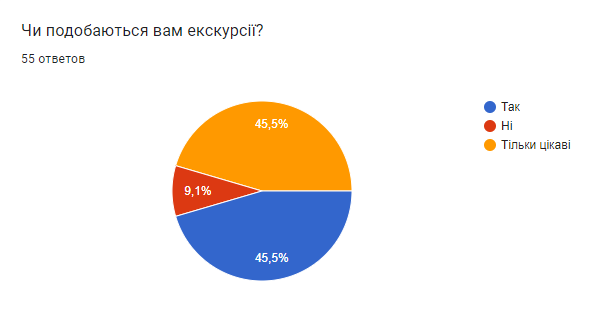 Чи подобаються вам екскурсії?
55 ответов
45,5%
9,1%
45,5%
Так
Ні
Тільки цікаві